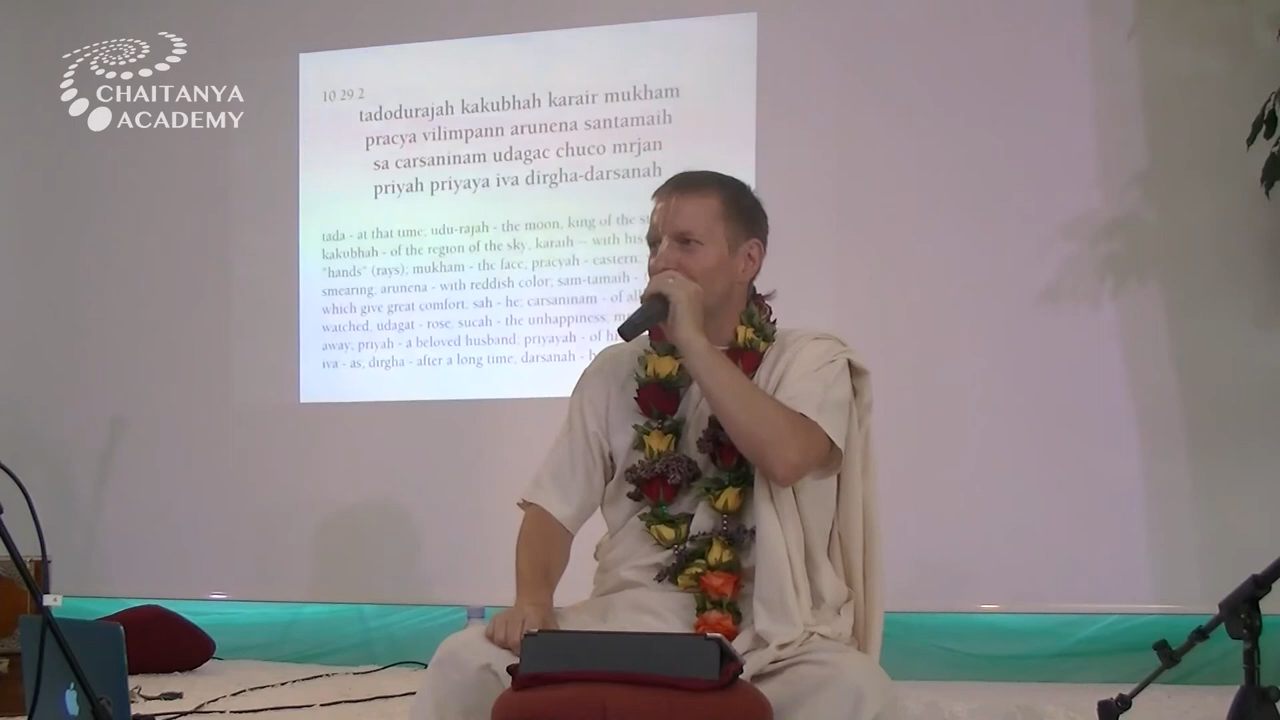 CHAITANYA
ACADEMY
10.29.2
tadodurajah kakubhah karair mukham
pracya vilimpann arunena santamaih
sa carsaninam udagac chuco mrjan
priyah priyaya iva dirgha-darsanah
tada - at that time; udu-rajah - the moon, king of the
kakubhah - of the region of the sky, karaih – with his
"hands" (rays); mukham - the face, pracyah - eastern;
smearing; arunena - with reddish color; sam-tamaih -
which give great comfort, sah - he; carsaninam - of all
watched, udagat - rose, sucah - the unhappiness;
away; priyah - a beloved husband; priyayah - of
iva - as, dirgha - after a long time, darsanah -